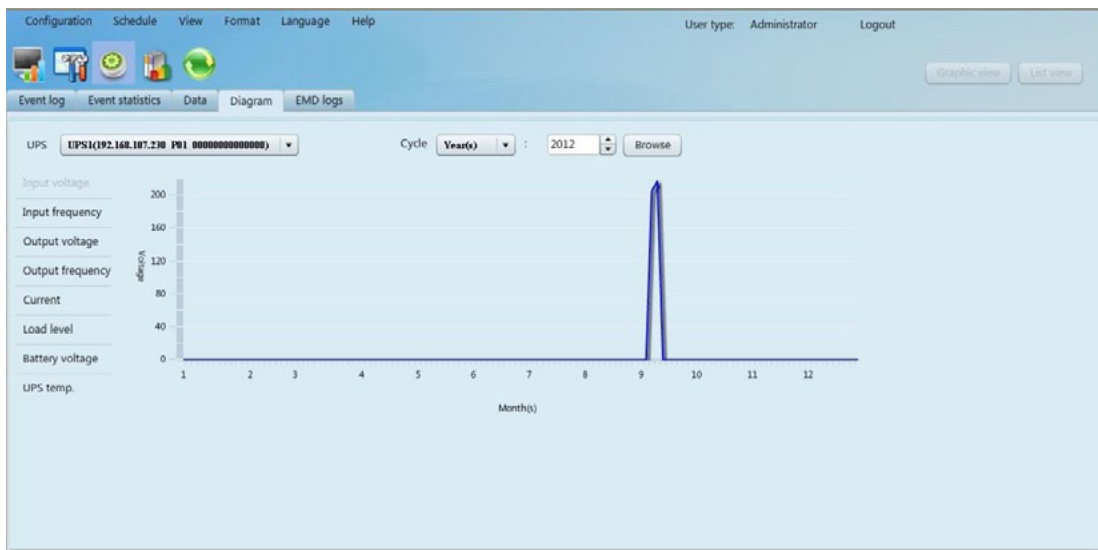 Configuration Schedule View Format Language Help User type: Administrator Logout
Graphic view List view
Event log Event statistics Data Diagram EMD logs
UPS UPS1(192.168.107.230 P01 00000000000000) Cycle Year(s) : 2012 Browse
Input voltage
Input frequency
Output voltage
Output frequency
Current
Load level
Battery voltage
UPS temp.
Voltage
200
160
120
80
40
0
1 2 3 4 5 6 7 8 9 10 11 12
Month(s)